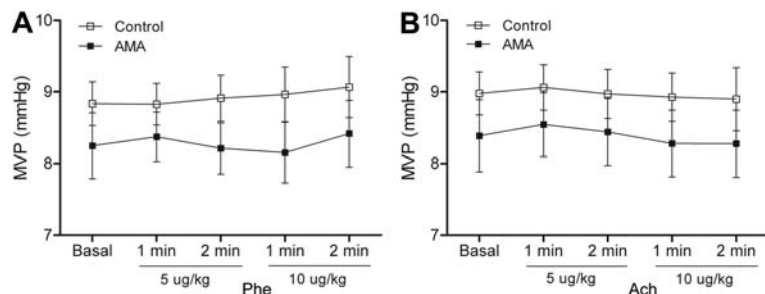 A
Control
AMA
MVP (mmHg)
10
9
8
7
Basal
1 min
2 min
1 min
2 min
5 ug/kg
10 ug/kg
Phe
B
Control
AMA
MVP (mmHg)
10
9
8
7
Basal
1 min
2 min
1 min
2 min
5 ug/kg
10 ug/kg
Ach